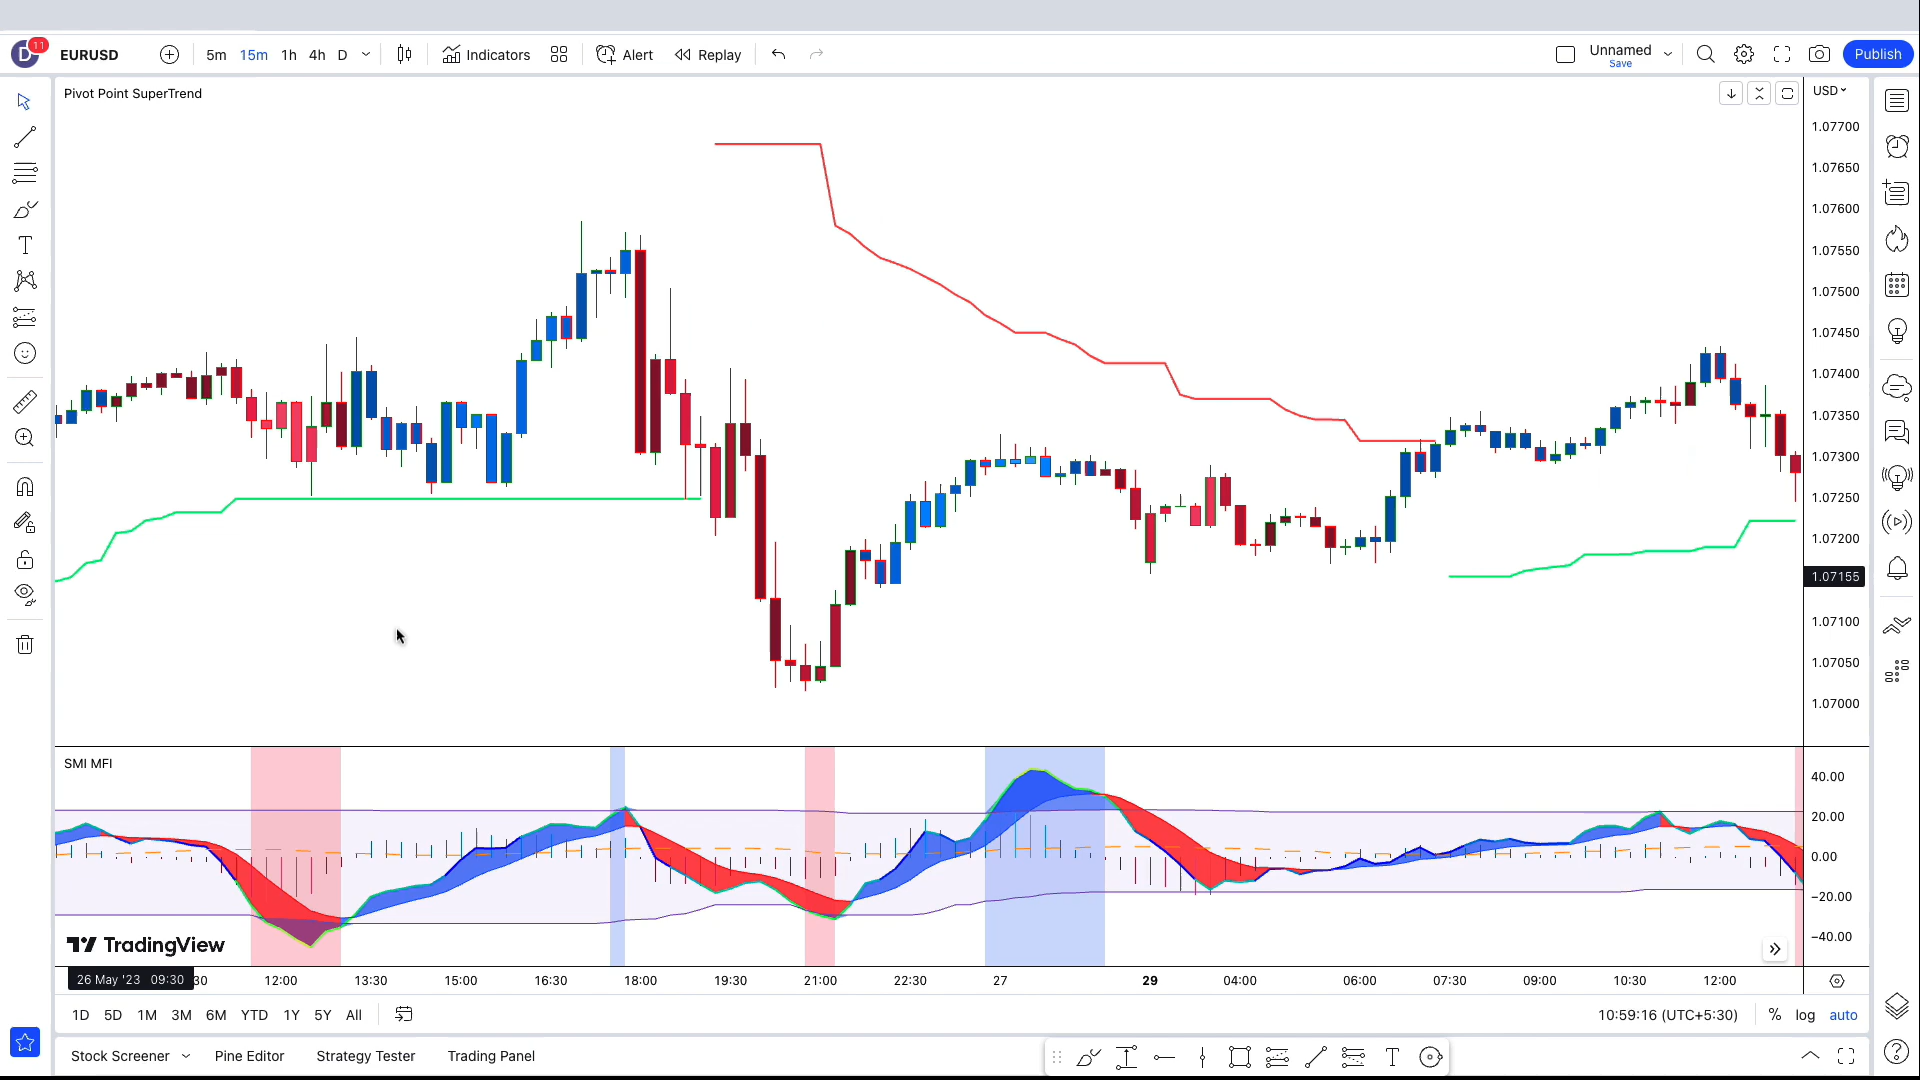 D 11 EURUSD 5m 15m 1h 4h D Indicators Alert Replay Unnamed Save Publish
Pivot Point SuperTrend
USD
1.07700
1.07650
1.07600
1.07550
1.07500
1.07450
1.07400
1.07350
1.07300
1.07250
1.07200
1.07155
1.07100
1.07050
1.07000
SMI MFI
40.00
20.00
0.00
−20.00
−40.00
TradingView
26 May '23 09:30 30 12:00 13:30 15:00 16:30 18:00 19:30 21:00 22:30 27 29 04:00 06:00 07:30 09:00 10:30 12:00
1D 5D 1M 3M 6M YTD 1Y 5Y All 10:59:16 (UTC+5:30) % log auto
Stock Screener Pine Editor Strategy Tester Trading Panel